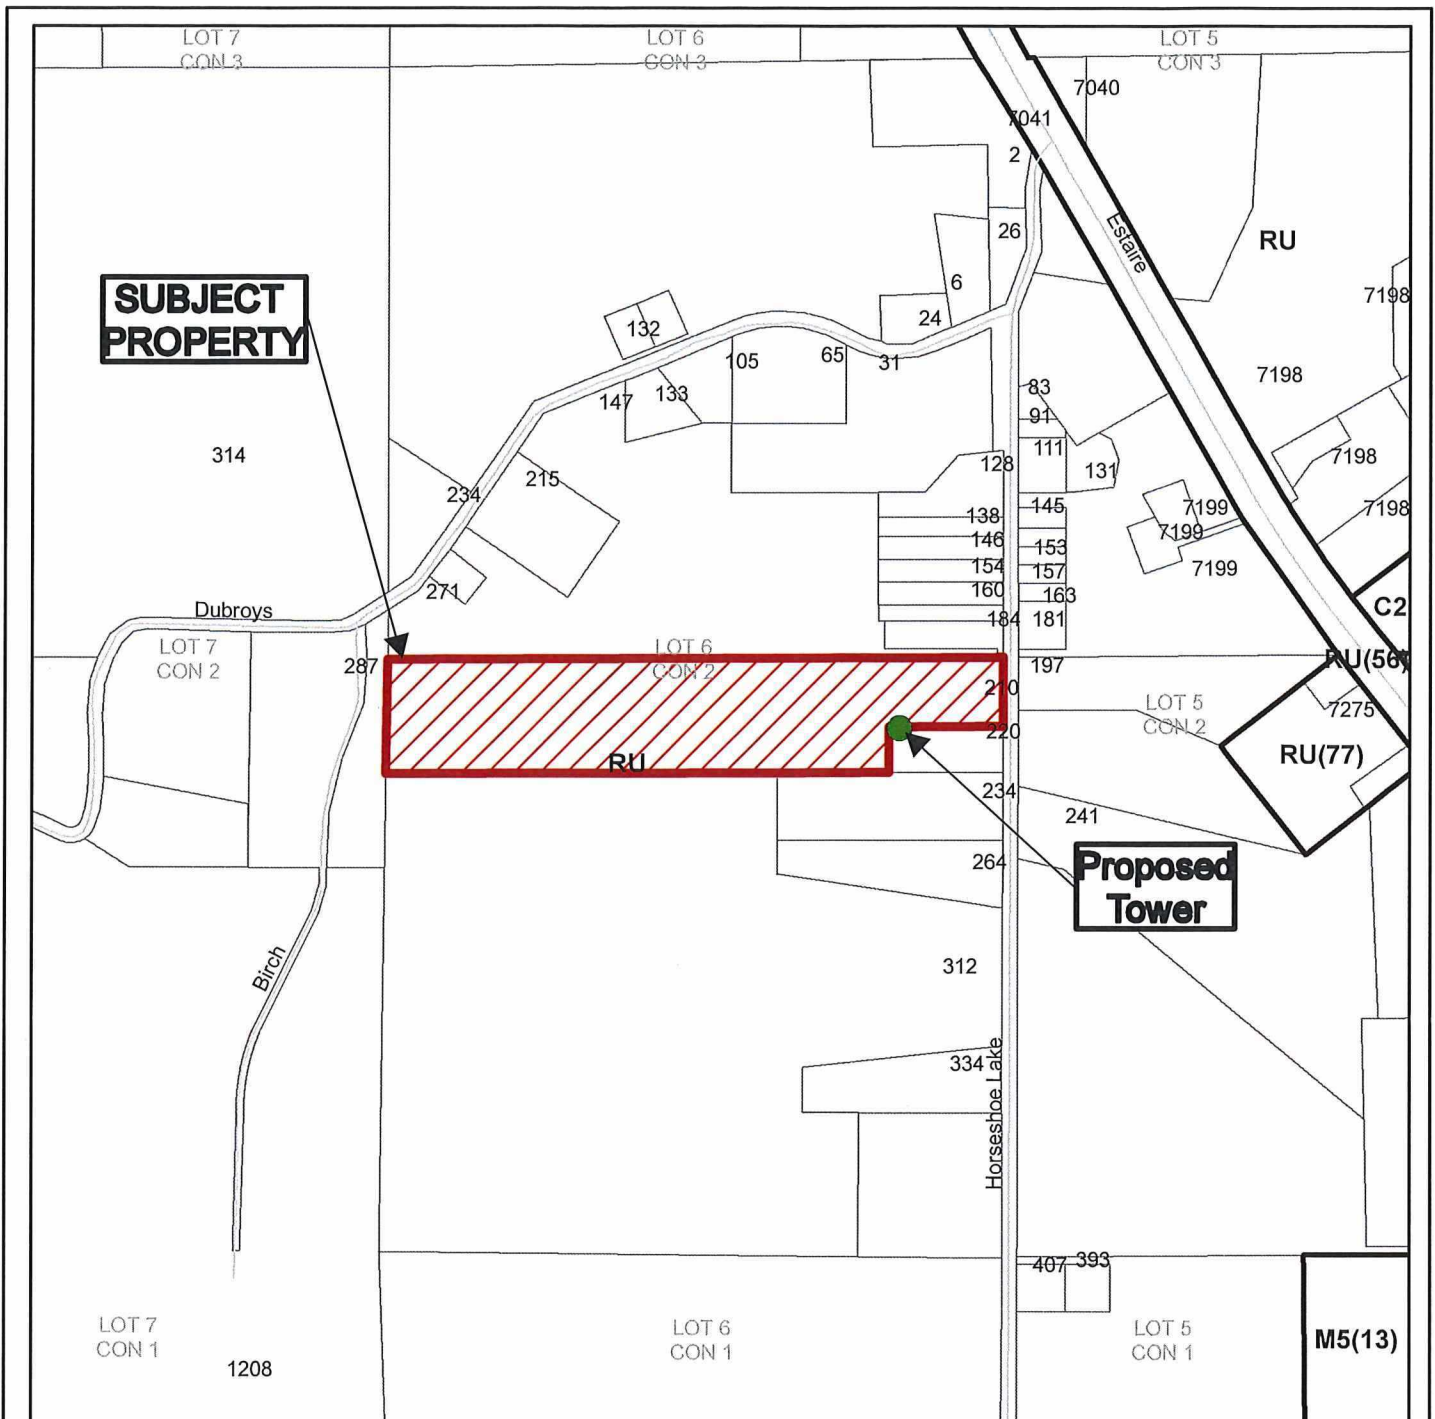 LOT 7
CON 3
LOT 6
CON 3
LOT 5
CON 3
7040
7041
2
26
Estaire
RU
6
24
7198
SUBJECT
PROPERTY
132
105
65
31
7198
83
147
133
91
111
314
128
131
7198
234
215
138
145
7199
7198
146
7199
153
154
157
7199
271
160
163
C2
Dubroys
184
181
LOT 7
CON 2
287
LOT 6
CON 2
197
RU(56)
210
LOT 5
CON 2
7275
220
RU
RU(77)
234
241
264
Proposed
Tower
Birch
312
334
Horseshoe Lake
407
393
LOT 7
CON 1
LOT 6
CON 1
LOT 5
CON 1
M5(13)
1208